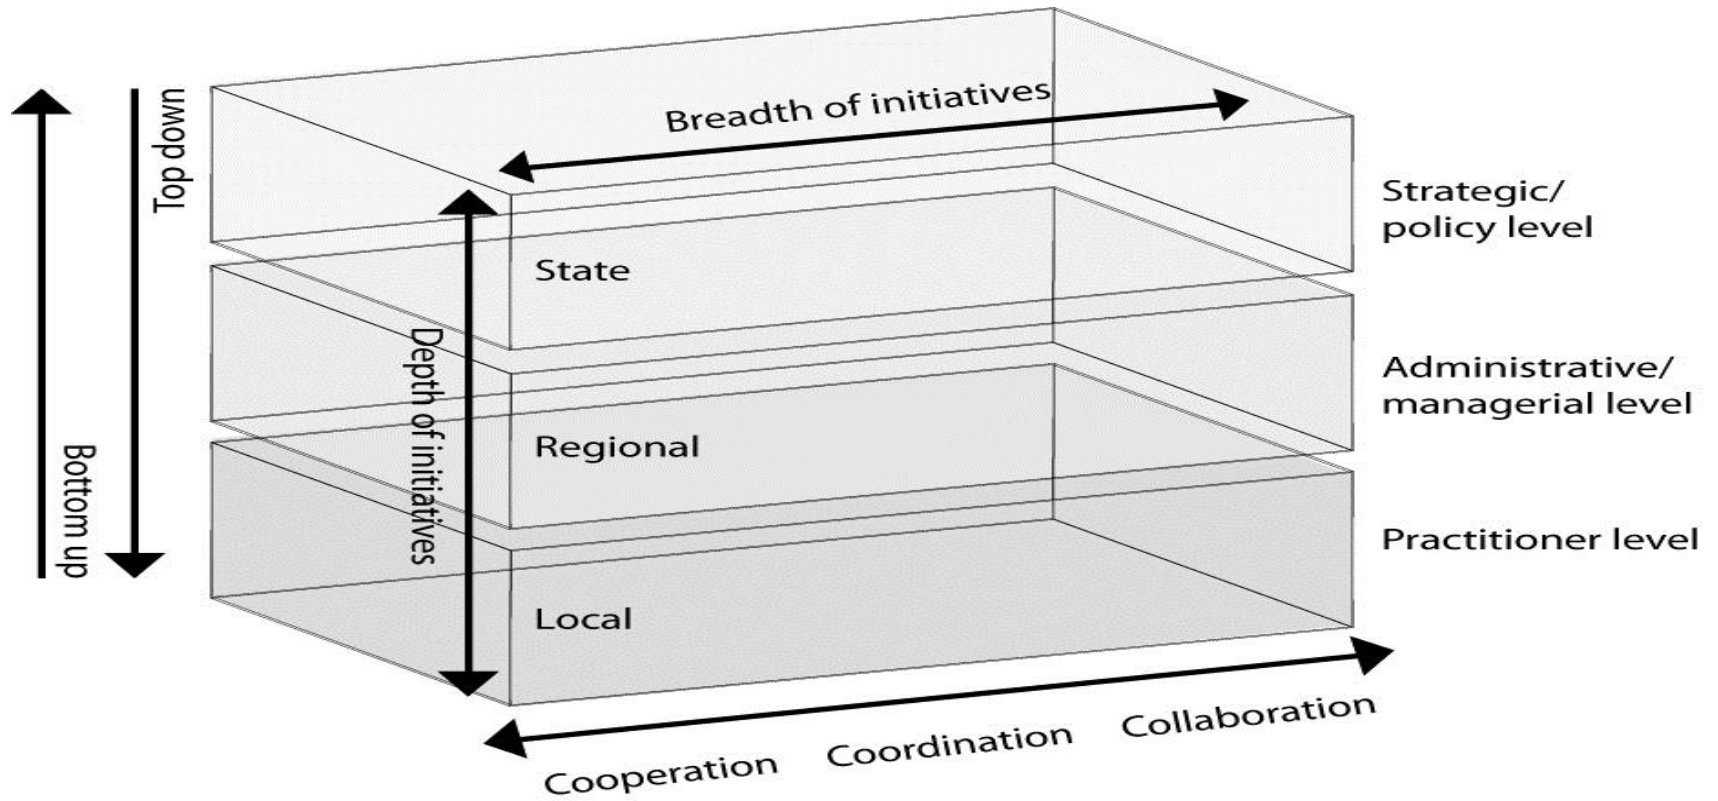 Top down
Bottom up
Breadth of initiatives
Depth of initiatives
State
Regional
Local
Strategic/
policy level
Administrative/
managerial level
Practitioner level
Cooperation
Coordination
Collaboration